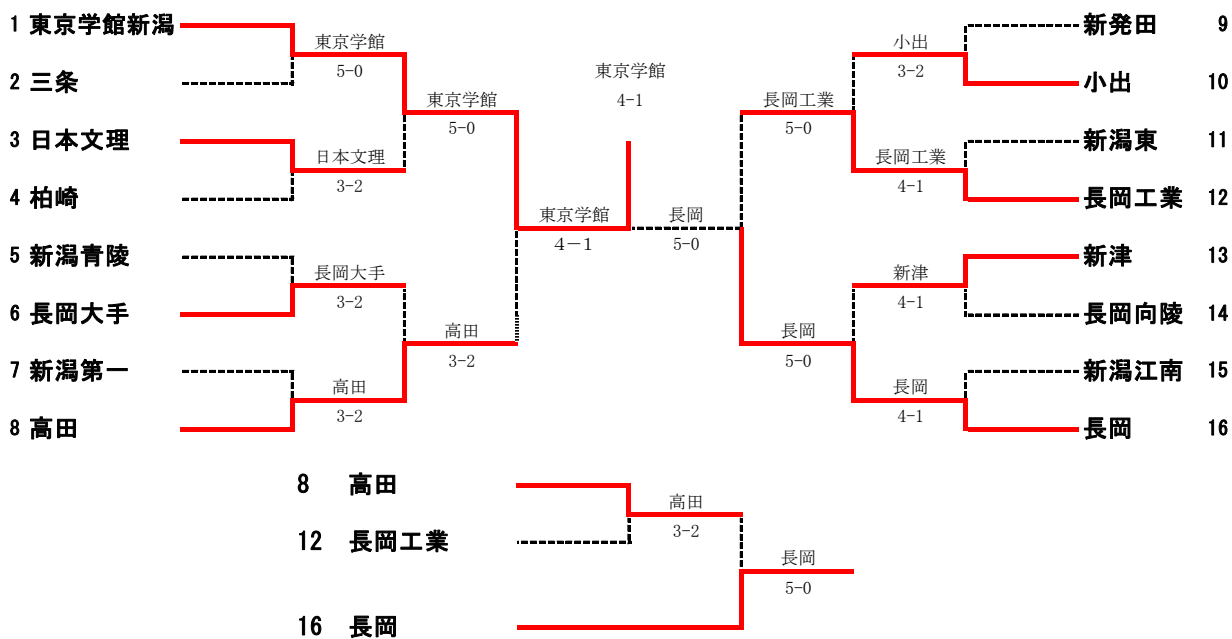 1 東京学館新潟
2 三条
3 日本文理
4 柏崎
5 新潟青陵
6 長岡大手
7 新潟第一
8 高田
東京学館
5-0
日本文理
3-2
長岡大手
3-2
高田
3-2
東京学館
5-0
高田
3-2
東京学館
4－1
東京学館
4-1
長岡
5-0
長岡工業
5-0
長岡
5-0
小出
3-2
長岡工業
4-1
新津
4-1
長岡
4-1
新発田 9
小出 10
新潟東 11
長岡工業 12
新津 13
長岡向陵 14
新潟江南 15
長岡 16
8 高田
12 長岡工業
16 長岡
高田
3-2
長岡
5-0